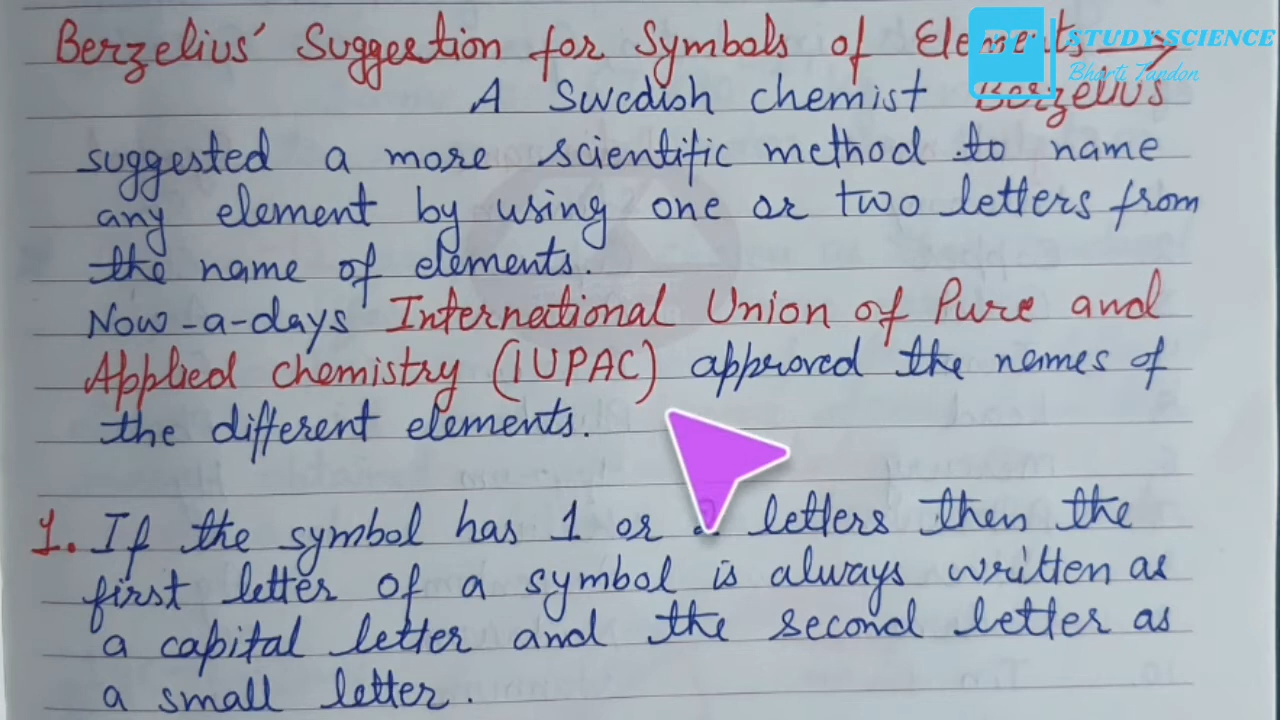 Berzelius' Suggestion for Symbols of Element
STUDY SCIENCE
Bharti Tandon
A Swedish chemist Berzelius
suggested a more scientific method to name
any element by using one or two letters from
the name of elements.
Now-a-days International Union of Pure and
Applied chemistry (IUPAC) approved the names of
the different elements.
1. If the symbol has 1 or 2 letters then the
first letter of a symbol is always written as
a capital letter and the second letter as
a small letter.